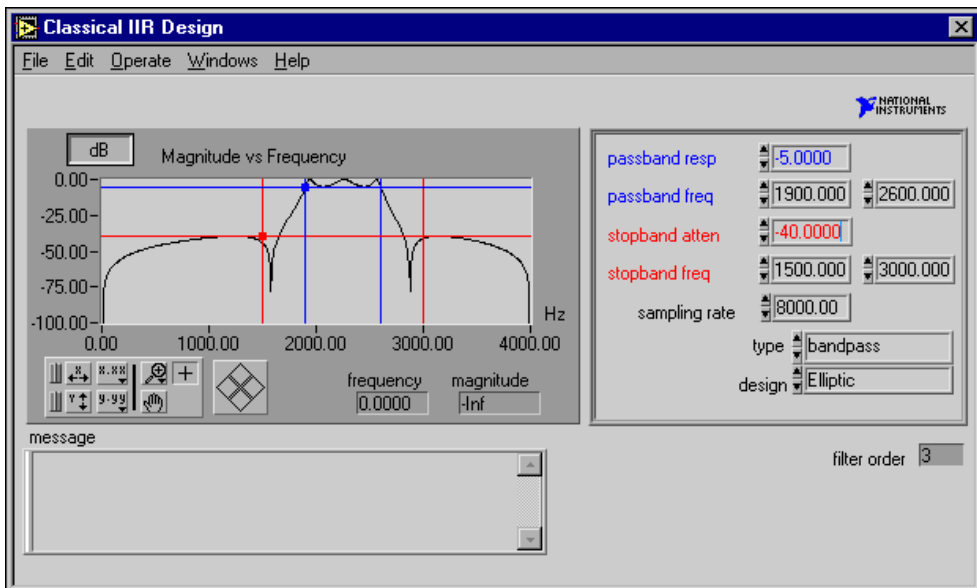 Classical IIR Design
File Edit Operate Windows Help
NATIONAL
INSTRUMENTS
dB
Magnitude vs Frequency
0.00
-25.00
-50.00
-75.00
-100.00
0.00 1000.00 2000.00 3000.00 4000.00
Hz
frequency magnitude
0.0000 -Inf
passband resp -5.0000
passband freq 1900.000 2600.000
stopband atten -40.0000
stopband freq 1500.000 3000.000
sampling rate 8000.00
type bandpass
design Elliptic
X X.XX
Y Y.YY
message
filter order 3